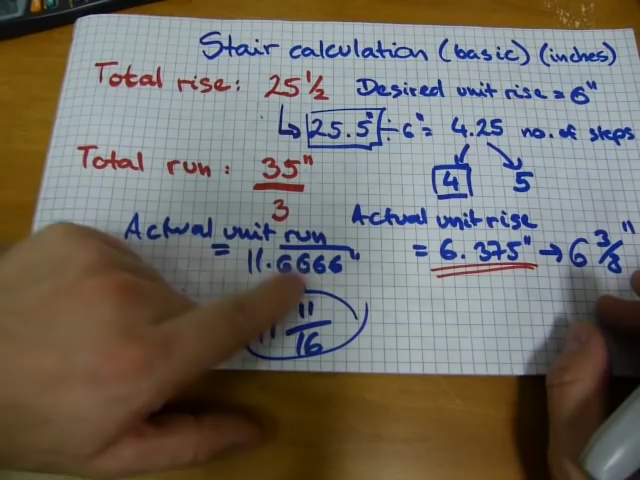 Stair calculation (basic) (inches)
Total rise: 25 1/2 Desired unit rise = 6"
25.5" ÷ 6" = 4.25 no. of steps
4 5
Total run: 35"
3
Actual unit run
= 11.6666"
Actual unit rise
= 6.375" → 6 3/8"
11 11/16